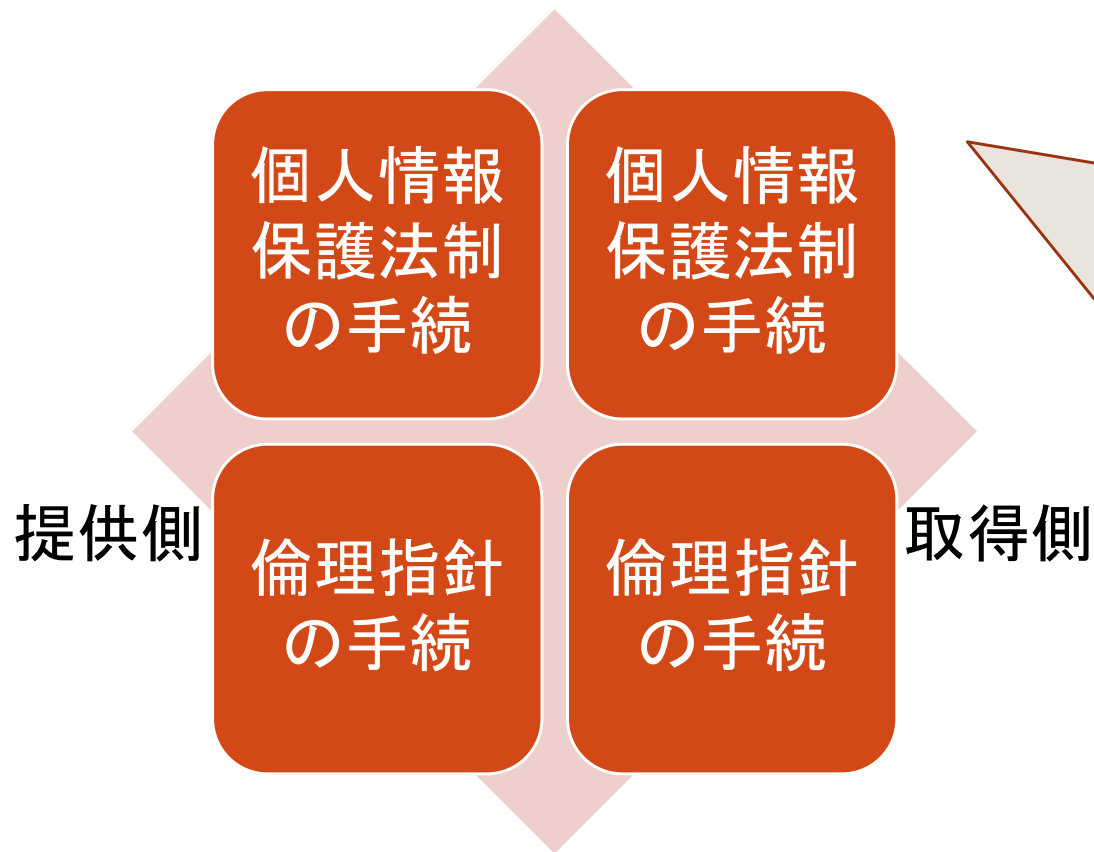 個人情報
保護法制
の手続
個人情報
保護法制
の手続
提供側
倫理指針
の手続
倫理指針
の手続
取得側